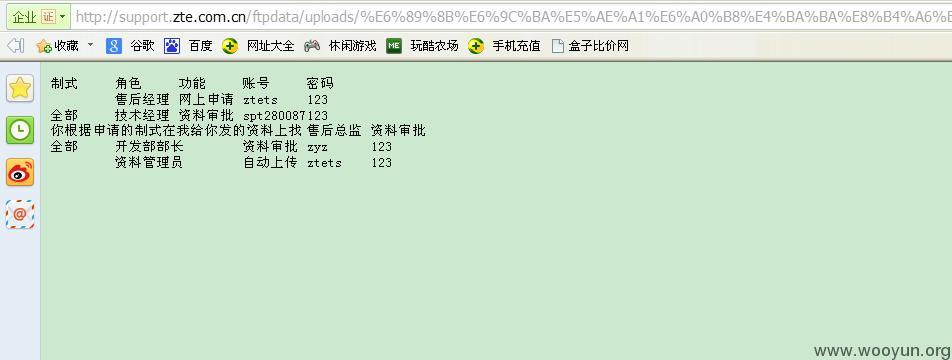 企业 证 http://support.zte.com.cn/ftpdata/uploads/%E6%89%8B%E6%9C%BA%E5%AE%A1%E6%A0%B8%E4%BA%BA%E8%B4%A6%E
收藏 谷歌 百度 网址大全 休闲游戏 ME 玩酷农场 手机充值 盒子比价网
制式 角色 功能 账号 密码
售后经理 网上申请 ztets 123
全部 技术经理 资料审批 spt280087123
你根据申请的制式在我给你发的资料上找 售后总监 资料审批
全部 开发部部长 资料审批 zyz 123
资料管理员 自动上传 ztets 123
www.wooyun.org